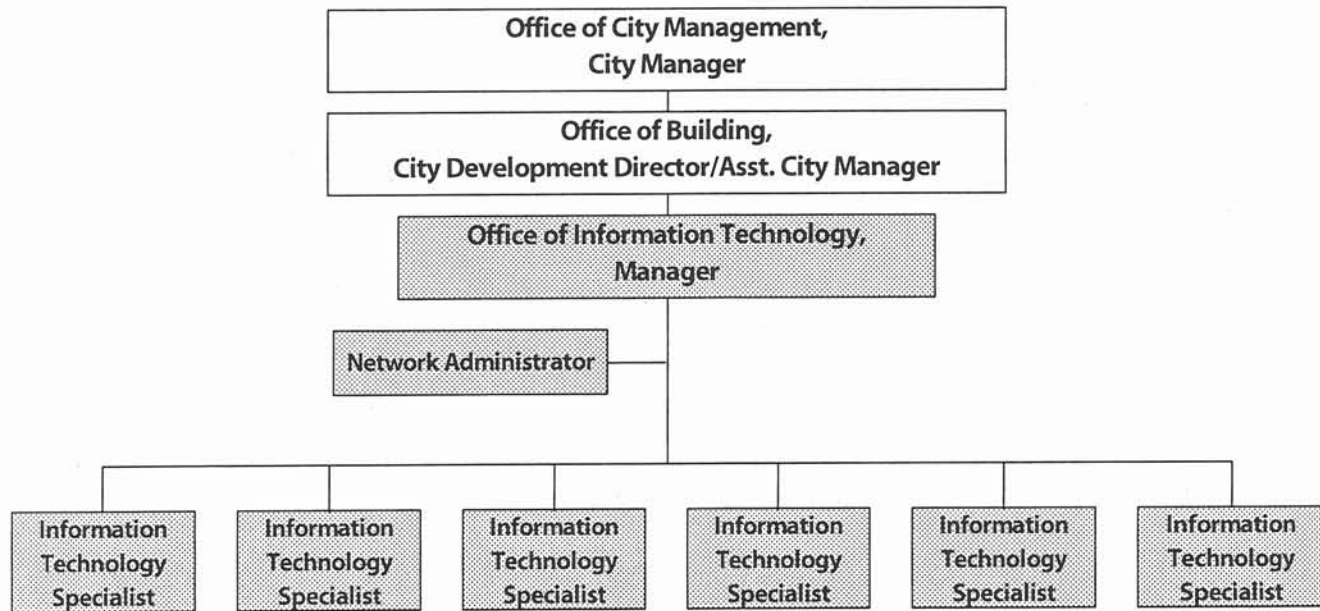 Office of City Management,
City Manager
Office of Building,
City Development Director/Asst. City Manager
Office of Information Technology,
Manager
Network Administrator
Information
Technology
Specialist
Information
Technology
Specialist
Information
Technology
Specialist
Information
Technology
Specialist
Information
Technology
Specialist
Information
Technology
Specialist